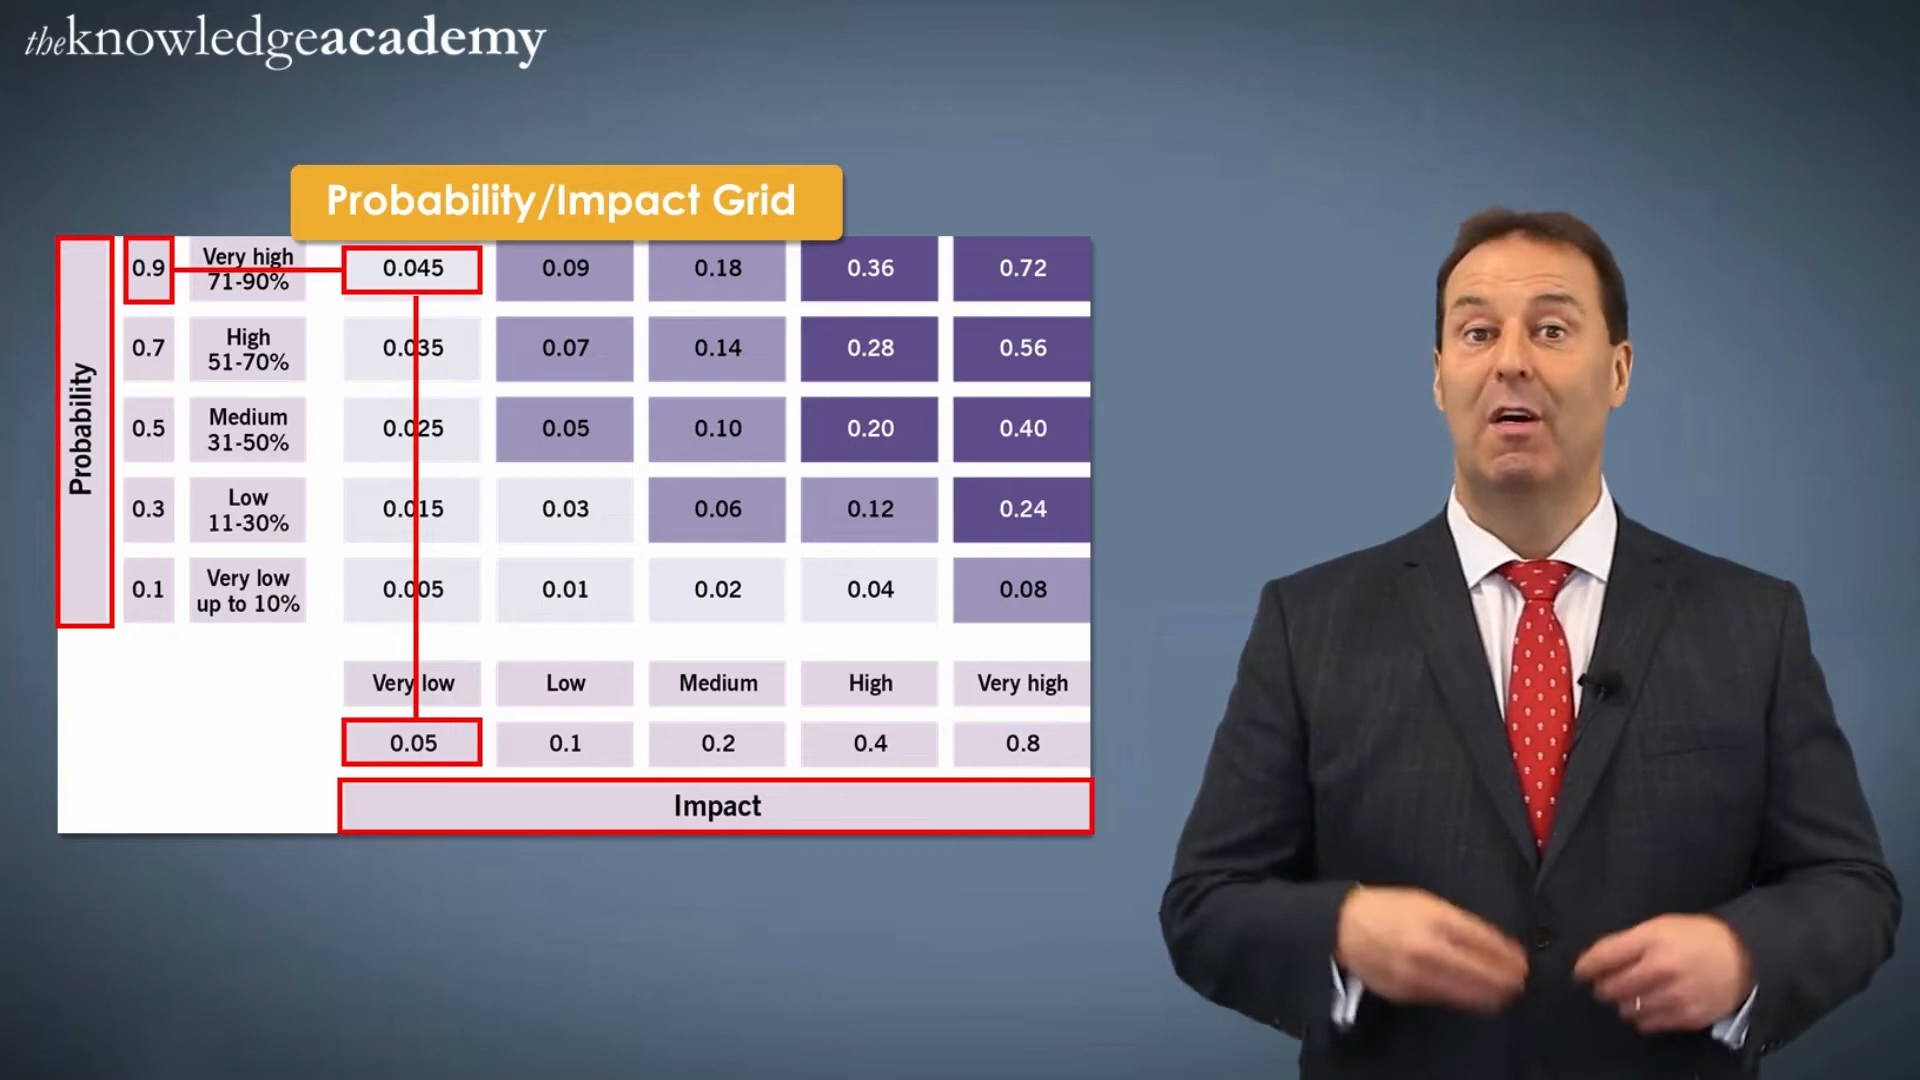 theknowledgeacademy
Probability/Impact Grid
Probability
0.9 Very high 71-90% 0.045 0.09 0.18 0.36 0.72
0.7 High 51-70% 0.035 0.07 0.14 0.28 0.56
0.5 Medium 31-50% 0.025 0.05 0.10 0.20 0.40
0.3 Low 11-30% 0.015 0.03 0.06 0.12 0.24
0.1 Very low up to 10% 0.005 0.01 0.02 0.04 0.08
Very low Low Medium High Very high
0.05 0.1 0.2 0.4 0.8
Impact